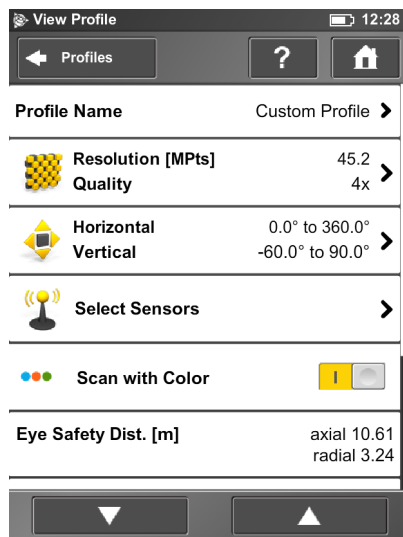 View Profile 12:28
Profiles ?
Profile Name Custom Profile
Resolution [MPts] 45.2
Quality 4x
Horizontal 0.0° to 360.0°
Vertical -60.0° to 90.0°
Select Sensors
Scan with Color I
Eye Safety Dist. [m] axial 10.61
radial 3.24